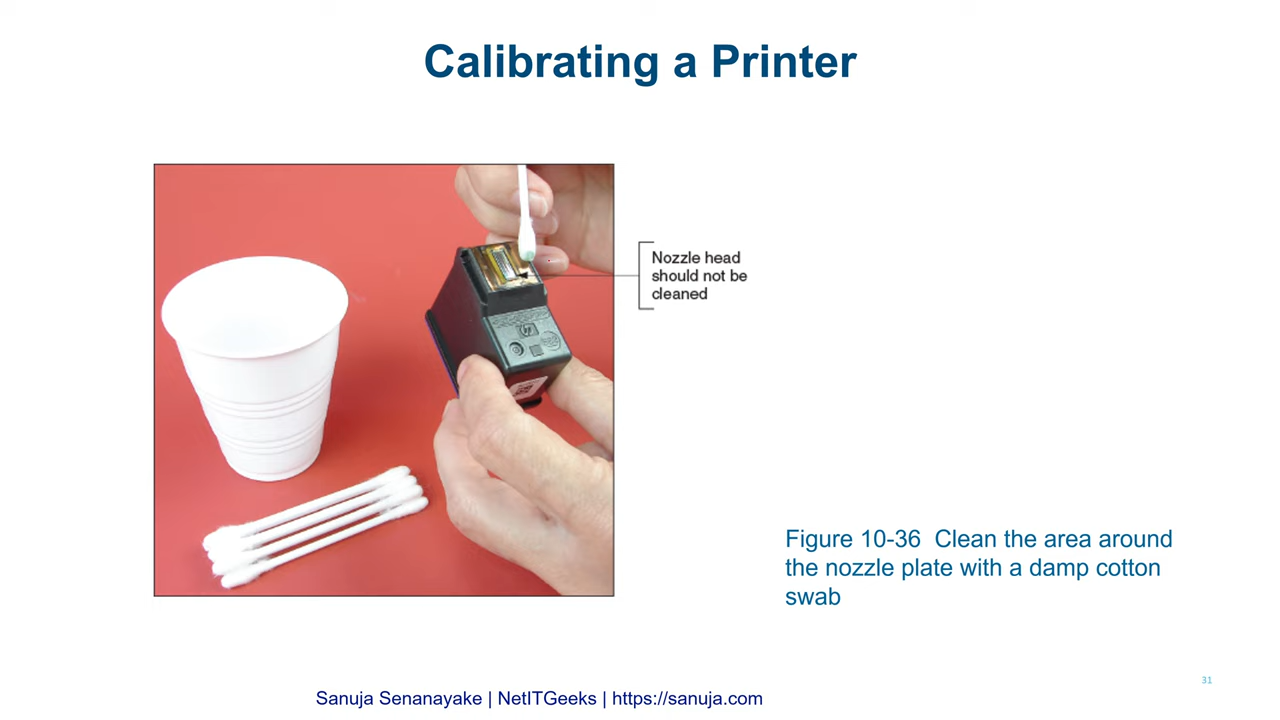 Calibrating a Printer
Nozzle head
should not be
cleaned
hp
Figure 10-36 Clean the area around
the nozzle plate with a damp cotton
swab
31
Sanuja Senanayake | NetITGeeks | https://sanuja.com